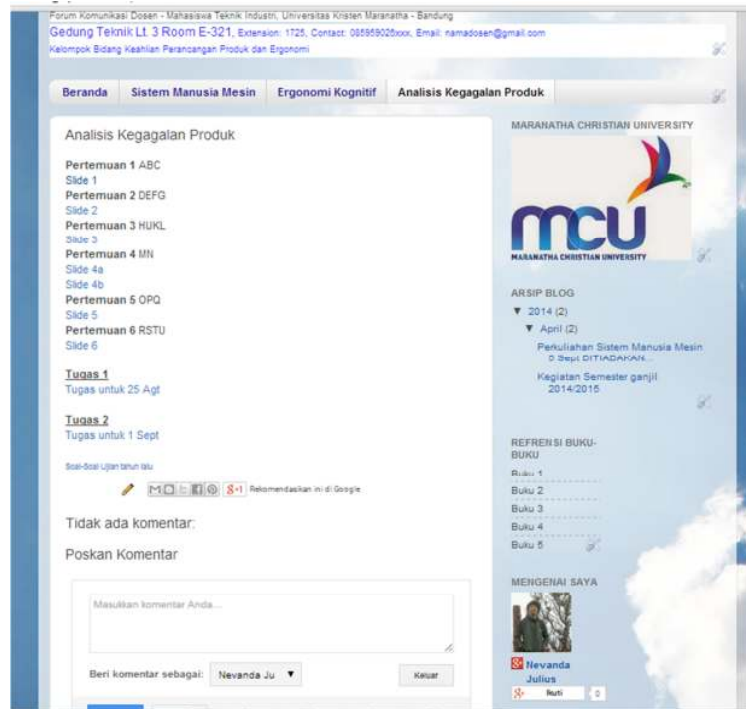 Forum Komunikasi Dosen - Mahasiswa Teknik Industri, Universitas Kristen Maranatha - Bandung
Gedung Teknik Lt. 3 Room E-321, Extension: 1725, Contact: 085959026xxx, Email: namadosen@gmail.com
Kelompok Bidang Keahlian Perancangan Produk dan Ergonomi
Beranda Sistem Manusia Mesin Ergonomi Kognitif Analisis Kegagalan Produk
Analisis Kegagalan Produk
Pertemuan 1 ABC
Slide 1
Pertemuan 2 DEFG
Slide 2
Pertemuan 3 HIJKL
Slide 3
Pertemuan 4 MN
Slide 4a
Slide 4b
Pertemuan 5 OPQ
Slide 5
Pertemuan 6 RSTU
Slide 6
Tugas 1
Tugas untuk 25 Agt
Tugas 2
Tugas untuk 1 Sept
Soal-Soal Ujian tahun lalu
g+1 Rekomendasikan ini di Google
Tidak ada komentar:
Poskan Komentar
Masukkan komentar Anda...
Beri komentar sebagai: Nevanda Ju Keluar
MARANATHA CHRISTIAN UNIVERSITY
mcu
MARANATHA CHRISTIAN UNIVERSITY
ARSIP BLOG
▼ 2014 (2)
▼ April (2)
Perkuliahan Sistem Manusia Mesin
Sept DITIADAKAN...
Kegiatan Semester ganjil
2014/2015
REFRENSI BUKU-
BUKU
Buku 1
Buku 2
Buku 3
Buku 4
Buku 5
MENGENAI SAYA
Nevanda
Julius
Ikuti 0